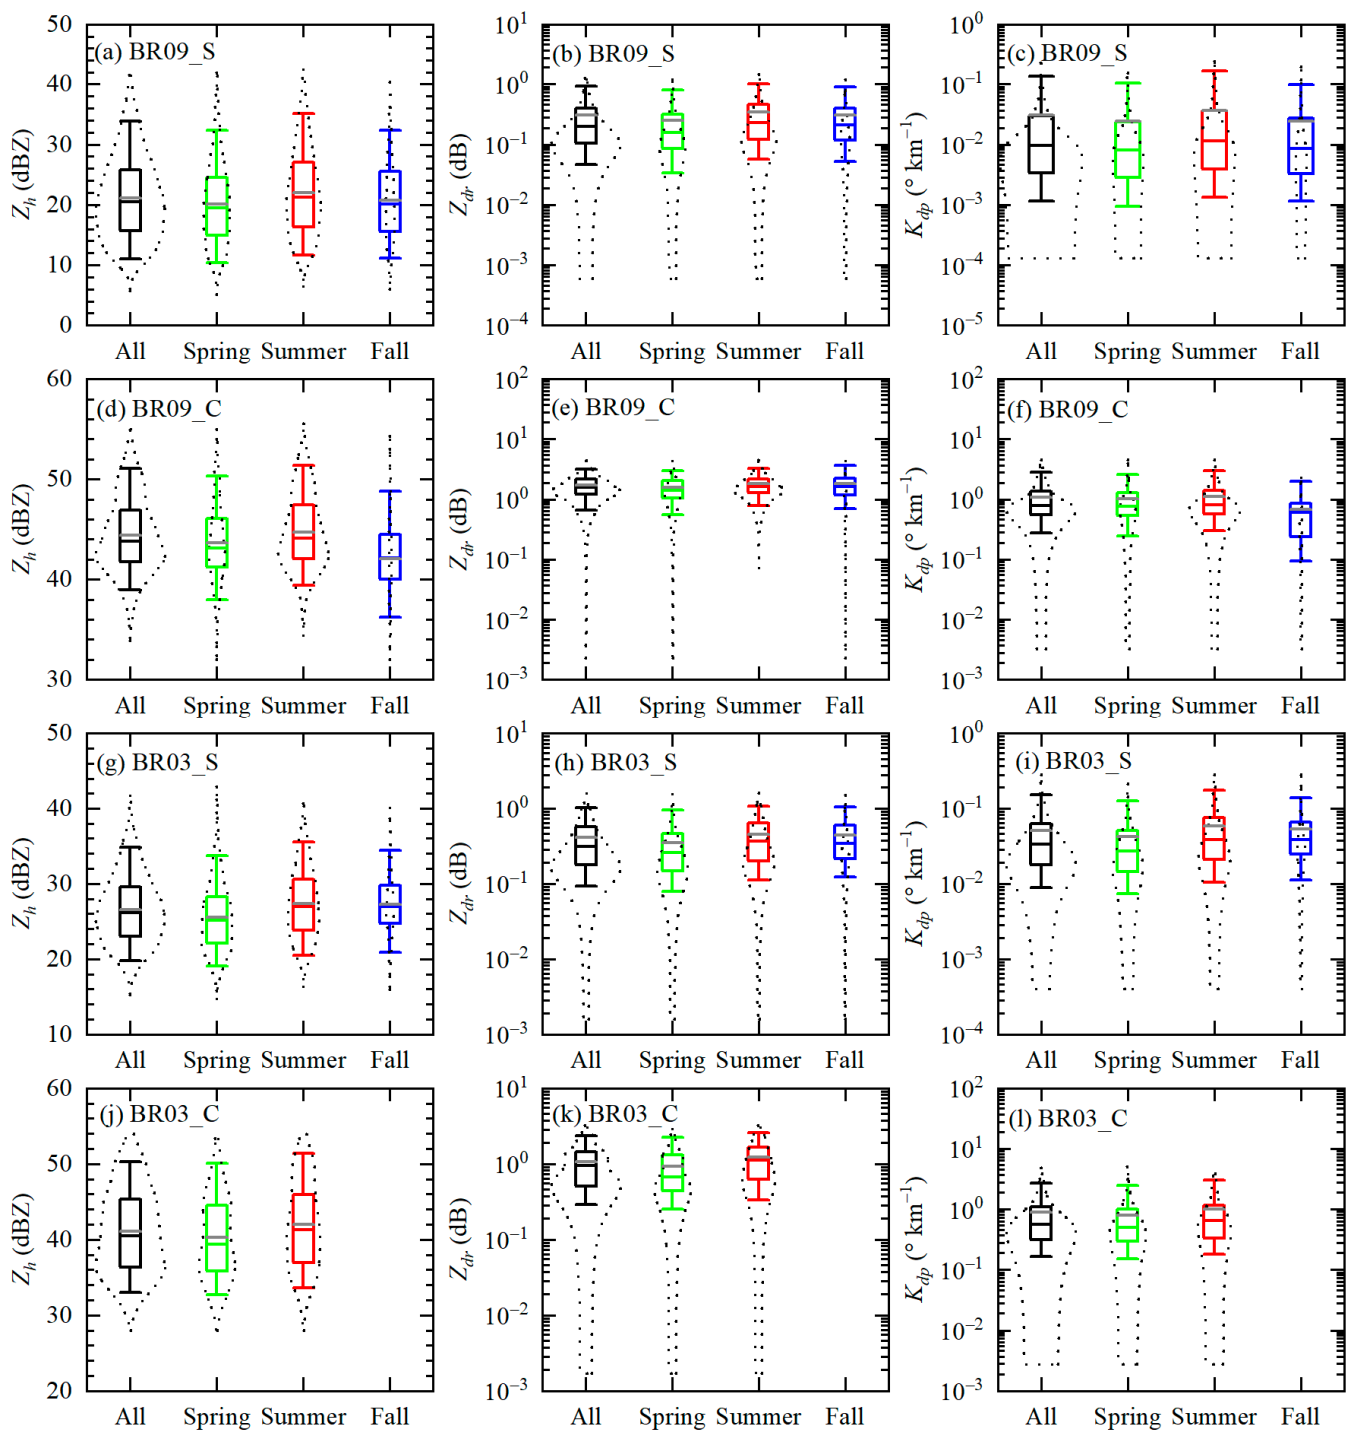 50
40
30
20
10
0
Z_h (dBZ)
(a) BR09_S
All Spring Summer Fall
10^1
10^0
10^−1
10^−2
10^−3
10^−4
Z_dr (dB)
(b) BR09_S
All Spring Summer Fall
10^0
10^−1
10^−2
10^−3
10^−4
10^−5
K_dp (° km^−1)
(c) BR09_S
All Spring Summer Fall
60
50
40
30
Z_h (dBZ)
(d) BR09_C
All Spring Summer Fall
10^2
10^1
10^0
10^−1
10^−2
10^−3
Z_dr (dB)
(e) BR09_C
All Spring Summer Fall
10^2
10^1
10^0
10^−1
10^−2
10^−3
K_dp (° km^−1)
(f) BR09_C
All Spring Summer Fall
50
40
30
20
10
Z_h (dBZ)
(g) BR03_S
All Spring Summer Fall
10^1
10^0
10^−1
10^−2
10^−3
Z_dr (dB)
(h) BR03_S
All Spring Summer Fall
10^0
10^−1
10^−2
10^−3
10^−4
K_dp (° km^−1)
(i) BR03_S
All Spring Summer Fall
60
50
40
30
20
Z_h (dBZ)
(j) BR03_C
All Spring Summer Fall
10^1
10^0
10^−1
10^−2
10^−3
Z_dr (dB)
(k) BR03_C
All Spring Summer Fall
10^2
10^1
10^0
10^−1
10^−2
10^−3
K_dp (° km^−1)
(l) BR03_C
All Spring Summer Fall